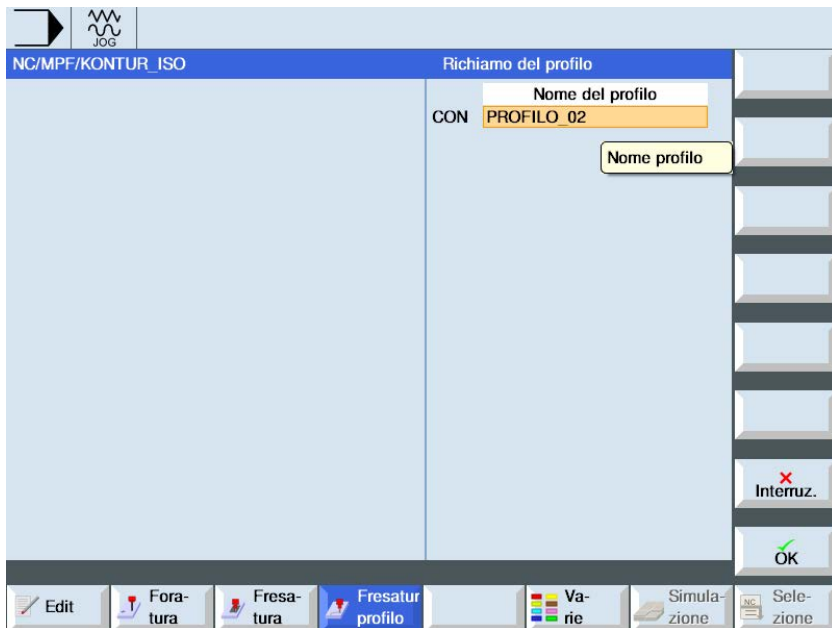 JOG
NC/MPF/KONTUR_ISO
Richiamo del profilo
Nome del profilo
CON PROFILO_02
Nome profilo
Interruz.
OK
Edit
Fora-
tura
Fresa-
tura
Fresatur
profilo
Va-
rie
Simula-
zione
NC
Sele-
zione